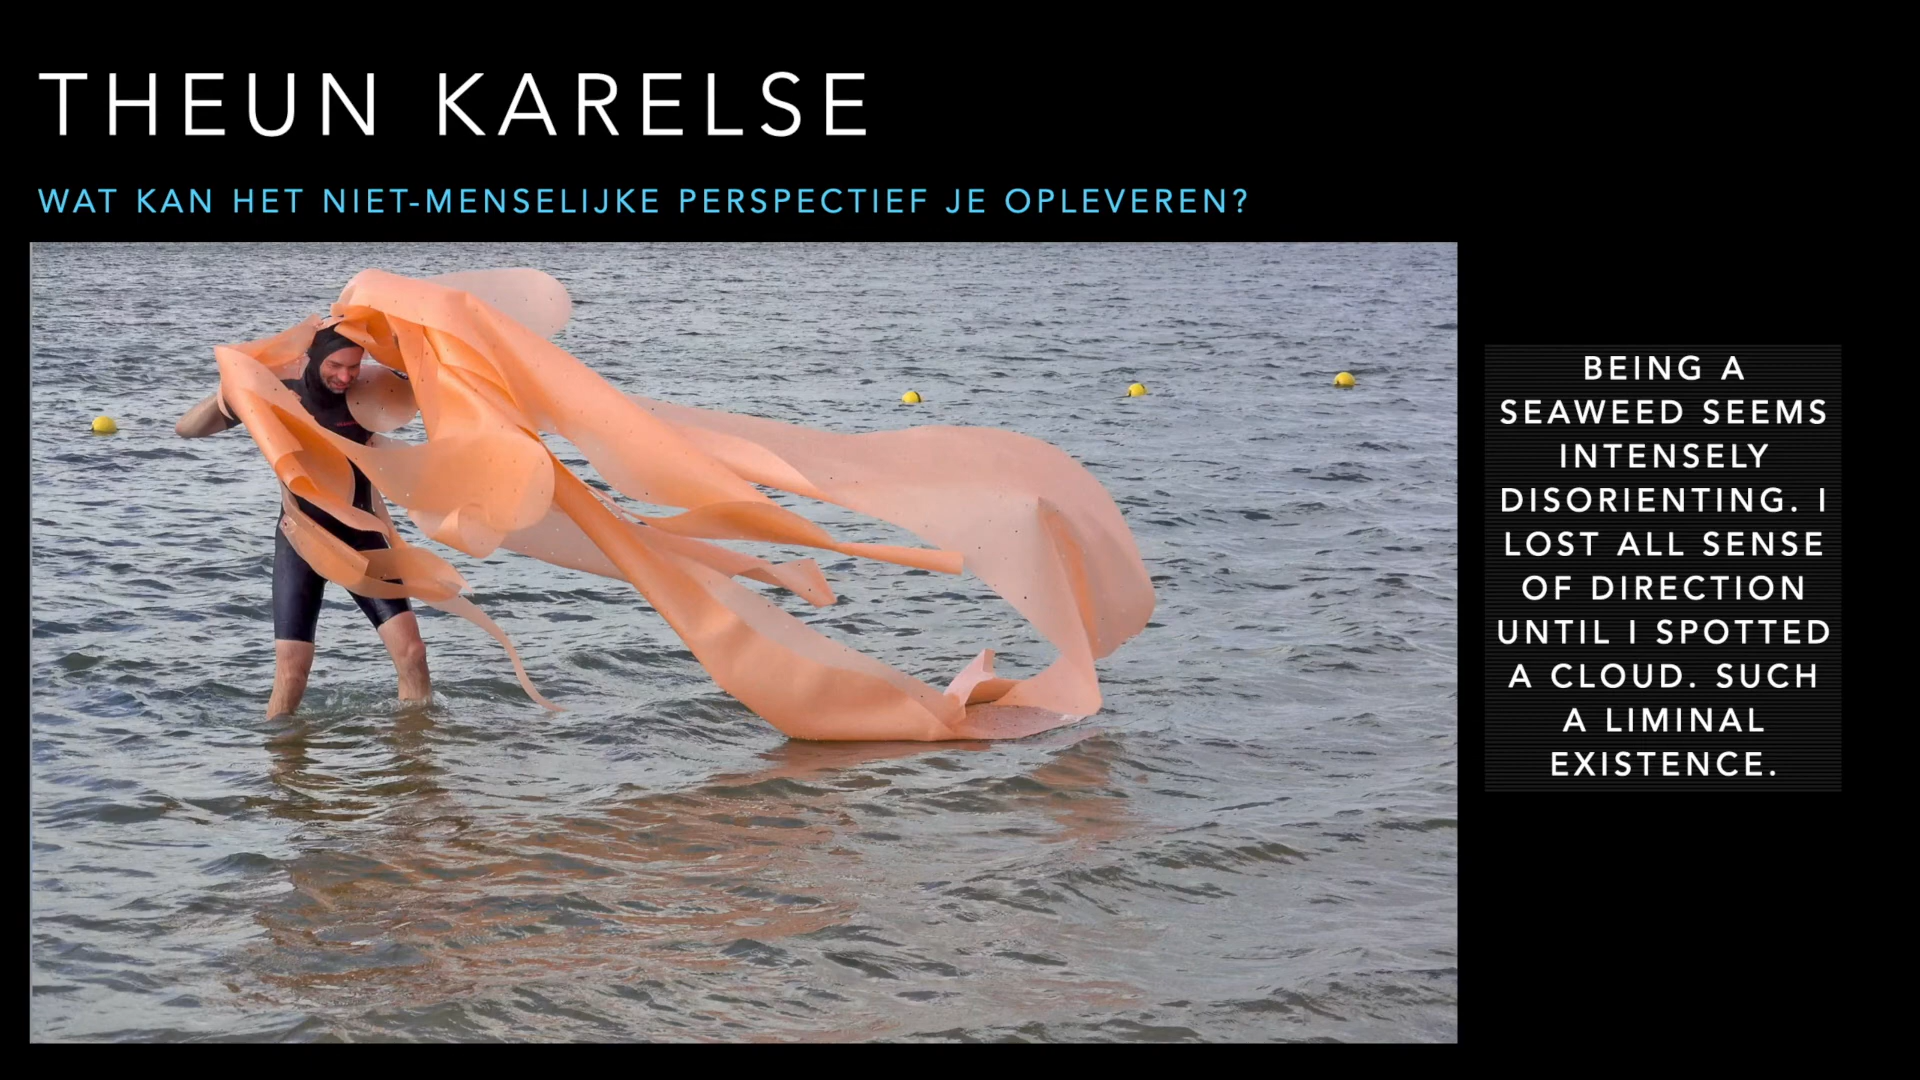 THEUN KARELSE
WAT KAN HET NIET-MENSELIJKE PERSPECTIEF JE OPLEVEREN?
BEING A
SEAWEED SEEMS
INTENSELY
DISORIENTING. I
LOST ALL SENSE
OF DIRECTION
UNTIL I SPOTTED
A CLOUD. SUCH
A LIMINAL
EXISTENCE.